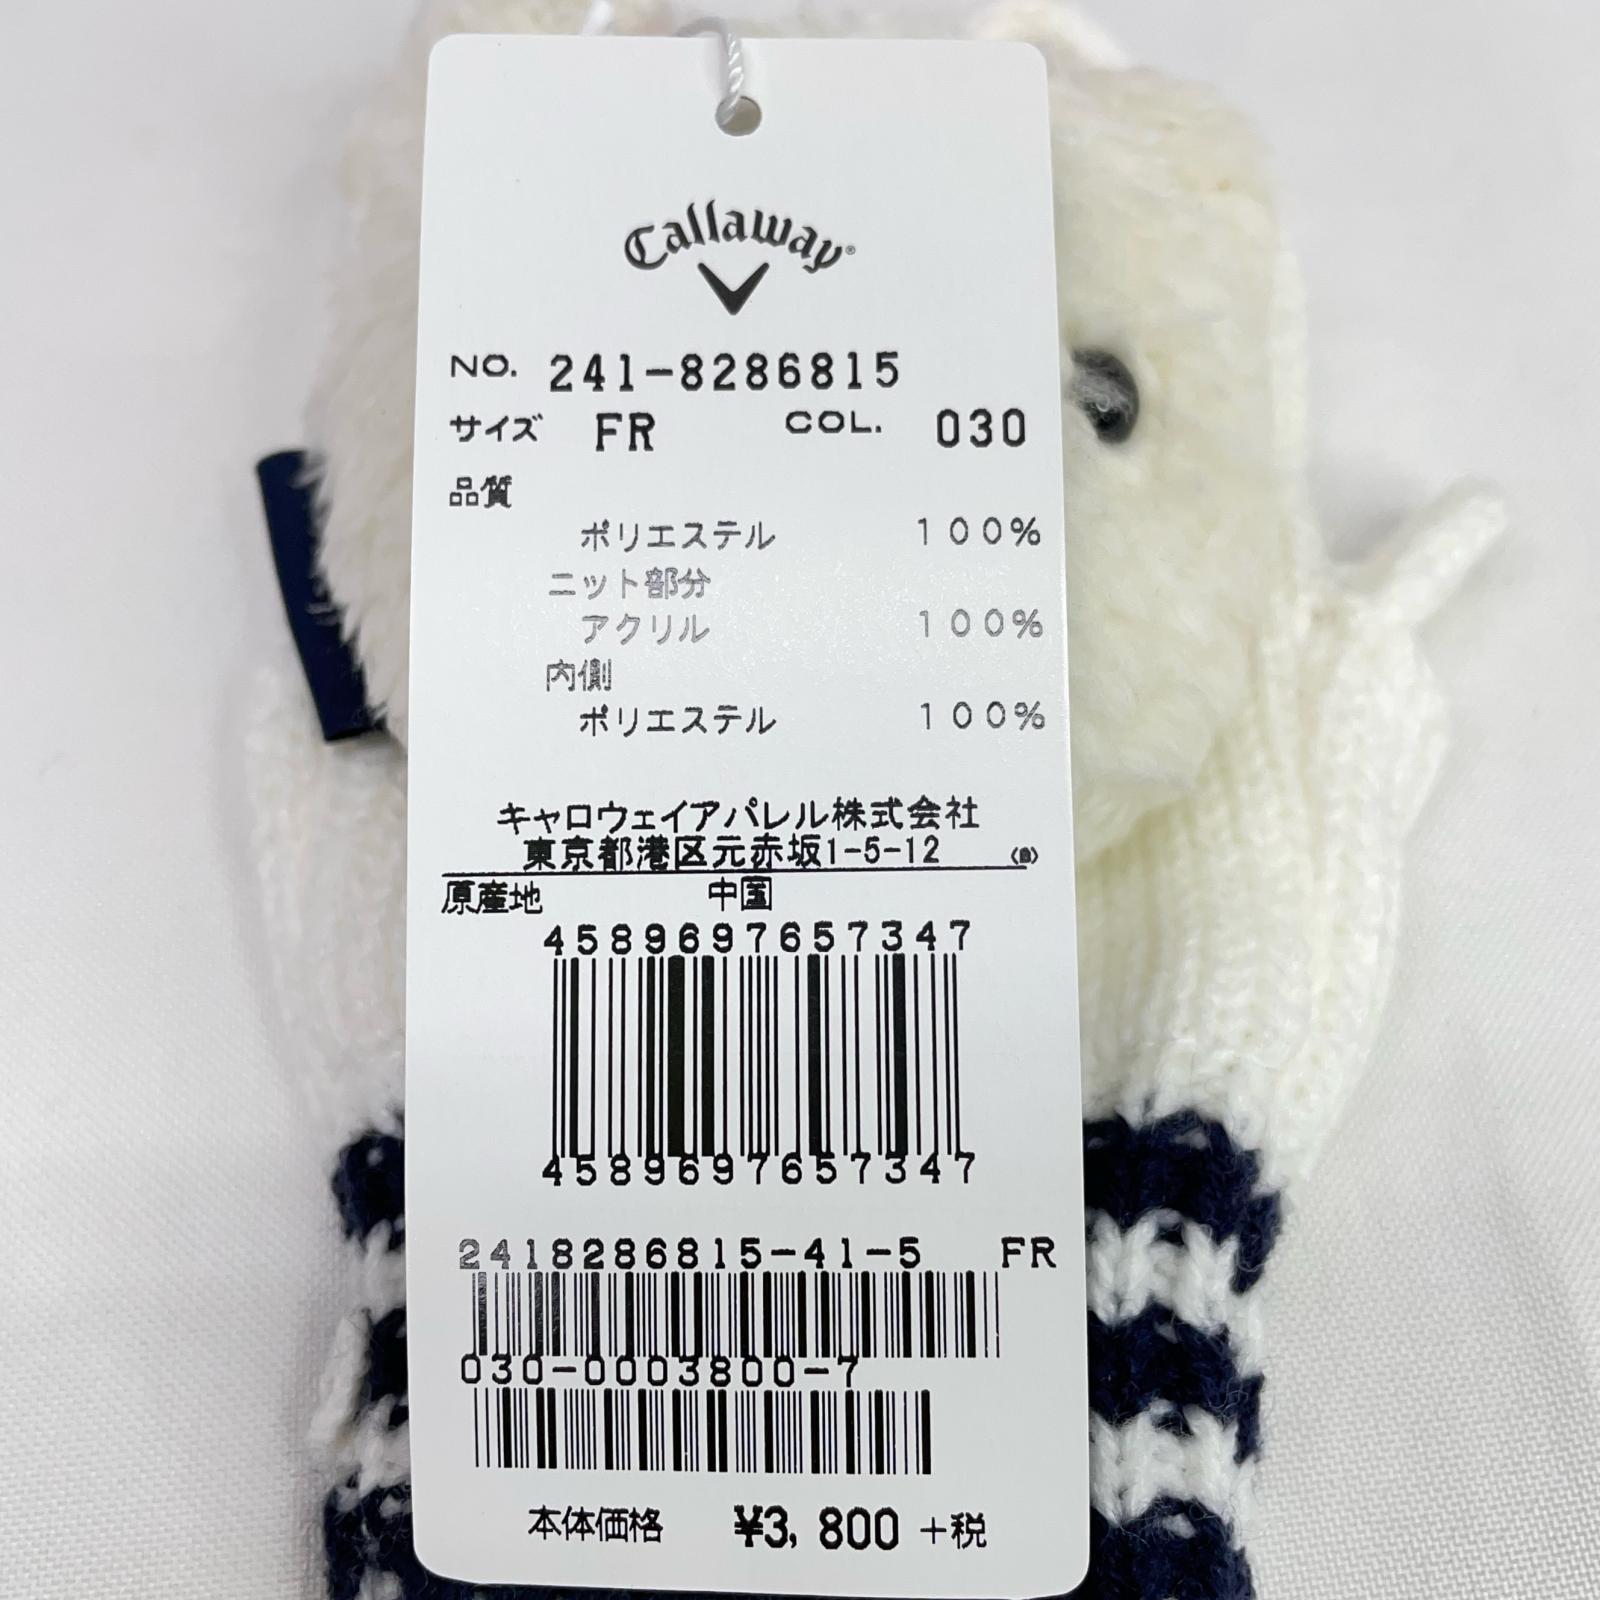 Callaway®
NO. 241-8286815
サイズ FR COL. 030
品質
ポリエステル 100%
ニット部分
アクリル 100%
内側
ポリエステル 100%
キャロウェイアパレル株式会社
東京都港区元赤坂1-5-12
原産地 中国
4589697657347
4589697657347
2418286815-41-5 FR
030-0003800-7
本体価格 ¥3,800+税